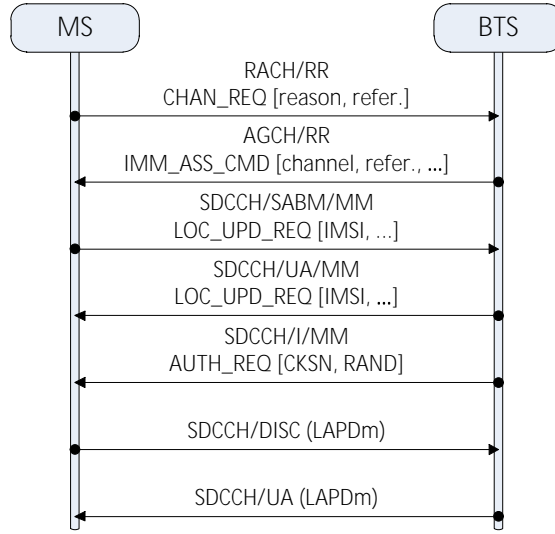 MS
BTS
RACH/RR
CHAN_REQ [reason, refer.]
AGCH/RR
IMM_ASS_CMD [channel, refer., ...]
SDCCH/SABM/MM
LOC_UPD_REQ [IMSI, ...]
SDCCH/UA/MM
LOC_UPD_REQ [IMSI, ...]
SDCCH/I/MM
AUTH_REQ [CKSN, RAND]
SDCCH/DISC (LAPDm)
SDCCH/UA (LAPDm)